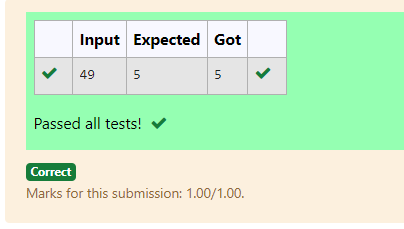 Input Expected Got
49 5 5
Passed all tests!
Correct
Marks for this submission: 1.00/1.00.